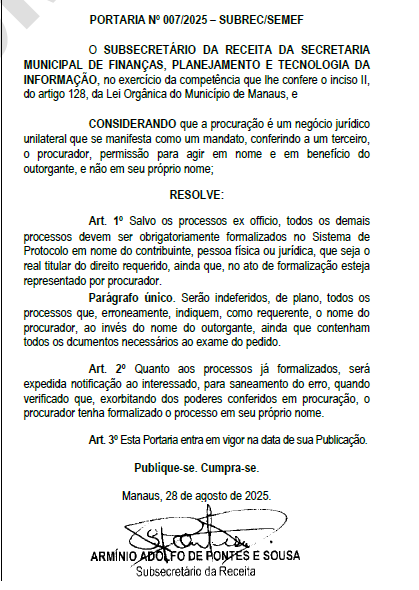 PORTARIA Nº 007/2025 – SUBREC/SEMEF
O SUBSECRETÁRIO DA RECEITA DA SECRETARIA
MUNICIPAL DE FINANÇAS, PLANEJAMENTO E TECNOLOGIA DA
INFORMAÇÃO, no exercício da competência que lhe confere o inciso II,
do artigo 128, da Lei Orgânica do Município de Manaus, e
CONSIDERANDO que a procuração é um negócio jurídico
unilateral que se manifesta como um mandato, conferindo a um terceiro,
o procurador, permissão para agir em nome e em benefício do
outorgante, e não em seu próprio nome;
RESOLVE:
Art. 1º Salvo os processos ex officio, todos os demais
processos devem ser obrigatoriamente formalizados no Sistema de
Protocolo em nome do contribuinte, pessoa física ou jurídica, que seja o
real titular do direito requerido, ainda que, no ato de formalização esteja
representado por procurador.
Parágrafo único. Serão indeferidos, de plano, todos os
processos que, erroneamente, indiquem, como requerente, o nome do
procurador, ao invés do nome do outorgante, ainda que contenham
todos os dcumentos necessários ao exame do pedido.
Art. 2º Quanto aos processos já formalizados, será
expedida notificação ao interessado, para saneamento do erro, quando
verificado que, exorbitando dos poderes conferidos em procuração, o
procurador tenha formalizado o processo em seu próprio nome.
Art. 3º Esta Portaria entra em vigor na data de sua Publicação.
Publique-se. Cumpra-se.
Manaus, 28 de agosto de 2025.
ARMÍNIO ADOLFO DE PONTES E SOUSA
Subsecretário da Receita